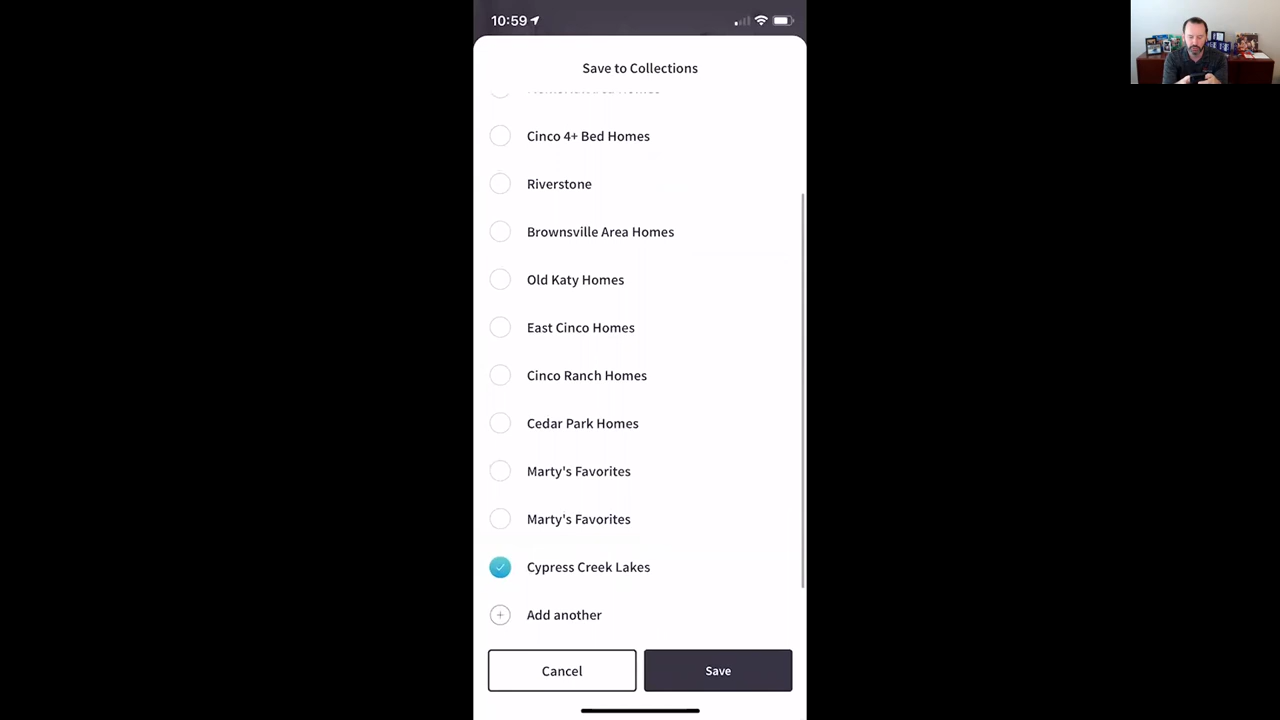 10:59
Save to Collections
Cinco 4+ Bed Homes
Riverstone
Brownsville Area Homes
Old Katy Homes
East Cinco Homes
Cinco Ranch Homes
Cedar Park Homes
Marty's Favorites
Marty's Favorites
Cypress Creek Lakes
Add another
Cancel
Save